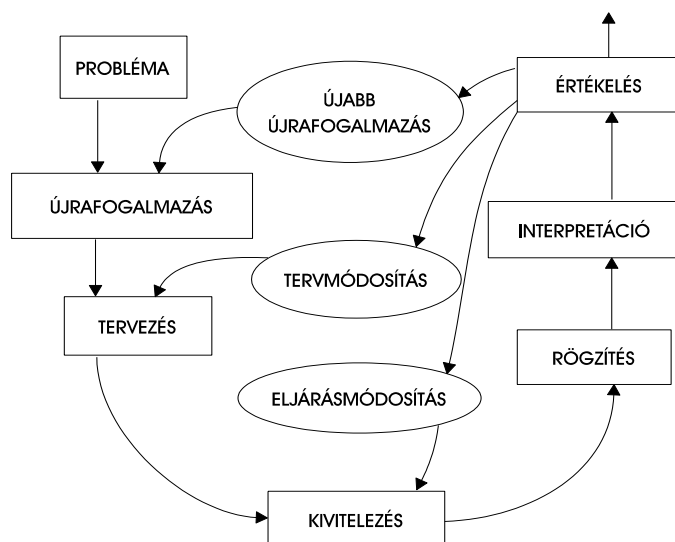 PROBLÉMA
ÚJABB
ÚJRAFOGALMAZÁS
ÉRTÉKELÉS
ÚJRAFOGALMAZÁS
INTERPRETÁCIÓ
TERVMÓDOSÍTÁS
TERVEZÉS
RÖGZÍTÉS
ELJÁRÁSMÓDOSÍTÁS
KIVITELEZÉS